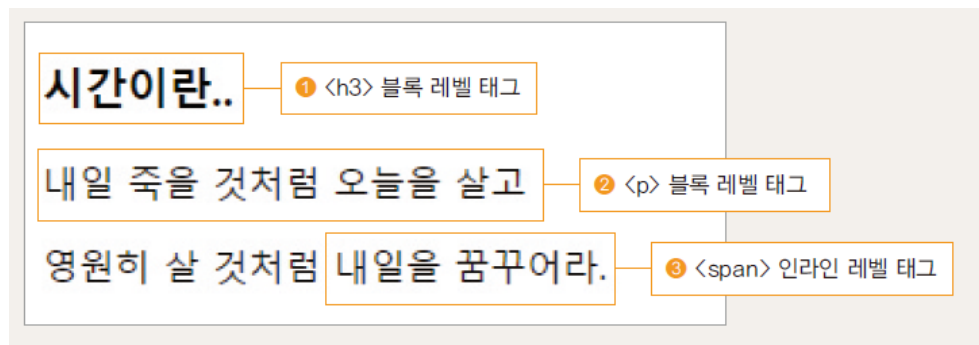 시간이란..
❶ <h3> 블록 레벨 태그
내일 죽을 것처럼 오늘을 살고
❷ <p> 블록 레벨 태그
영원히 살 것처럼 내일을 꿈꾸어라.
❸ <span> 인라인 레벨 태그